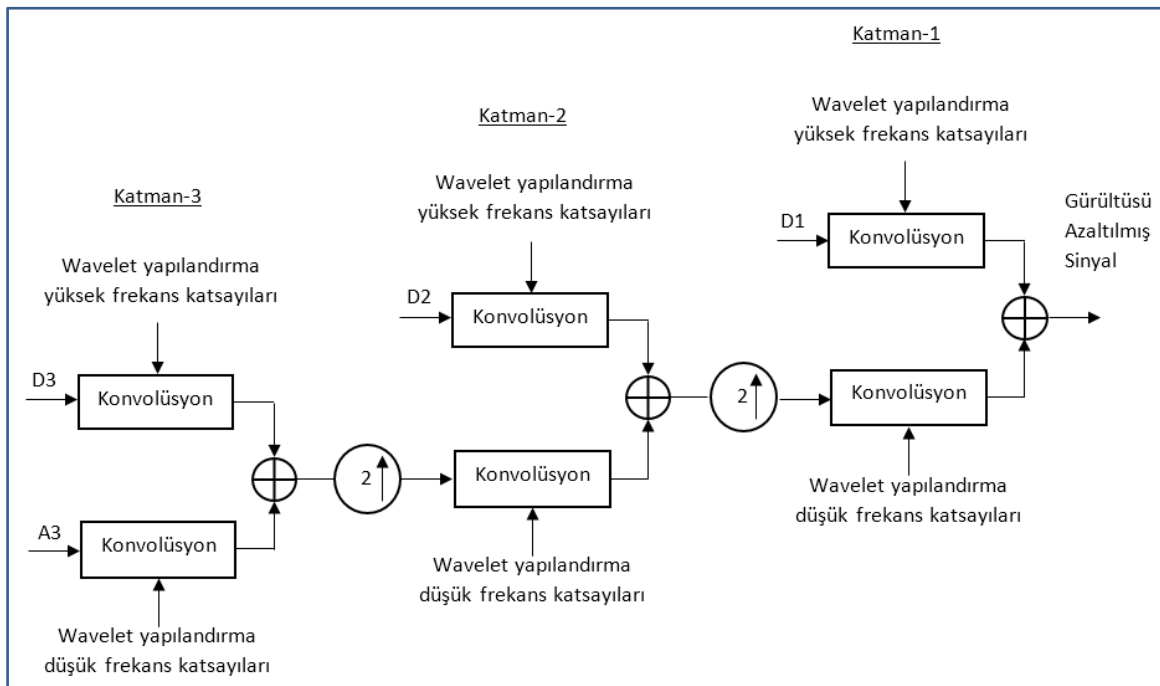 Katman-1
Wavelet yapılandırma
yüksek frekans katsayıları
D1
Konvolüsyon
Gürültüsü
Azaltılmış
Sinyal
Katman-2
Wavelet yapılandırma
yüksek frekans katsayıları
D2
Konvolüsyon
Katman-3
Wavelet yapılandırma
yüksek frekans katsayıları
D3
Konvolüsyon
2
Konvolüsyon
Wavelet yapılandırma
düşük frekans katsayıları
2
Konvolüsyon
Wavelet yapılandırma
düşük frekans katsayıları
A3
Konvolüsyon
Wavelet yapılandırma
düşük frekans katsayıları